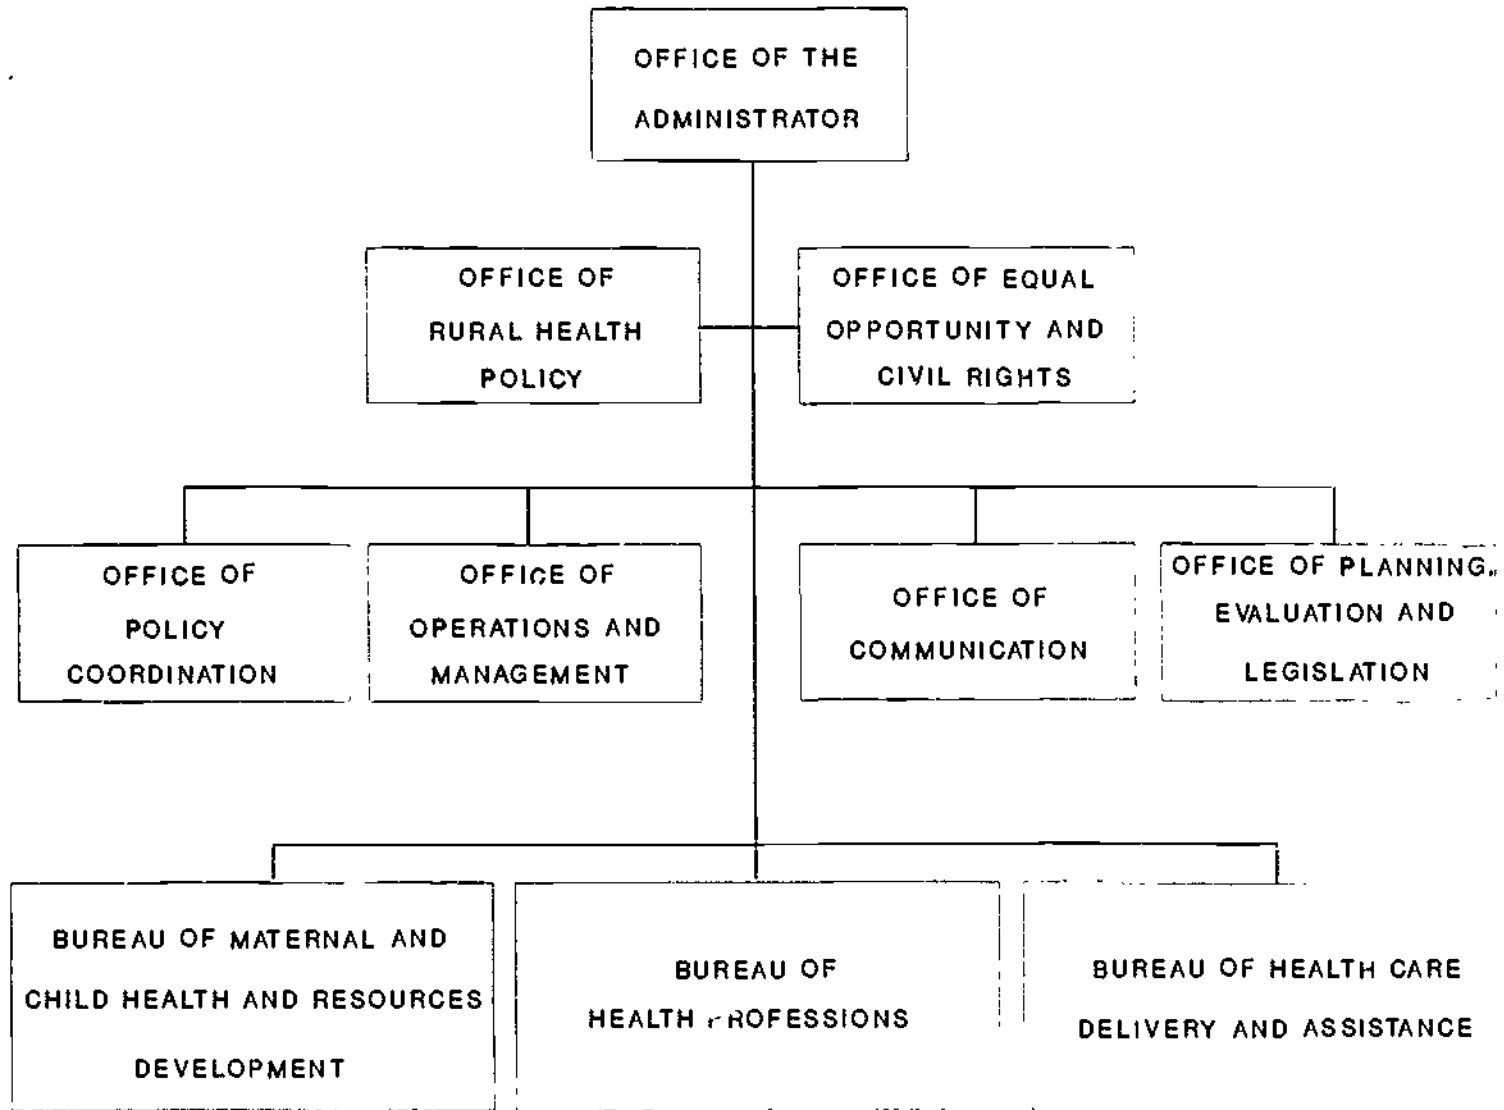 OFFICE OF THE
ADMINISTRATOR
OFFICE OF
RURAL HEALTH
POLICY
OFFICE OF EQUAL
OPPORTUNITY AND
CIVIL RIGHTS
OFFICE OF
POLICY
COORDINATION
OFFICE OF
OPERATIONS AND
MANAGEMENT
OFFICE OF
COMMUNICATION
OFFICE OF PLANNING,
EVALUATION AND
LEGISLATION
BUREAU OF MATERNAL AND
CHILD HEALTH AND RESOURCES
DEVELOPMENT
BUREAU OF
HEALTH PROFESSIONS
BUREAU OF HEALTH CARE
DELIVERY AND ASSISTANCE